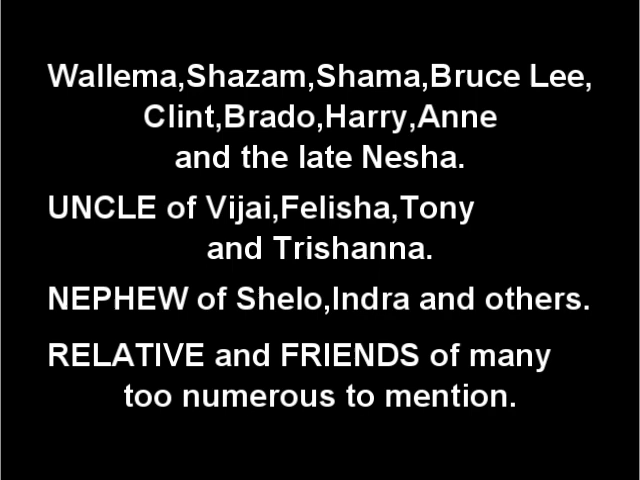 Wallema,Shazam,Shama,Bruce Lee,
Clint,Brado,Harry,Anne
and the late Nesha.
UNCLE of Vijai,Felisha,Tony
and Trishanna.
NEPHEW of Shelo,Indra and others.
RELATIVE and FRIENDS of many
too numerous to mention.